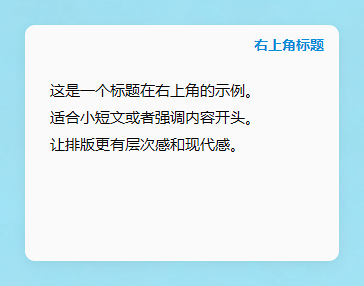 右上角标题
这是一个标题在右上角的示例。
适合小短文或者强调内容开头。
让排版更有层次感和现代感。